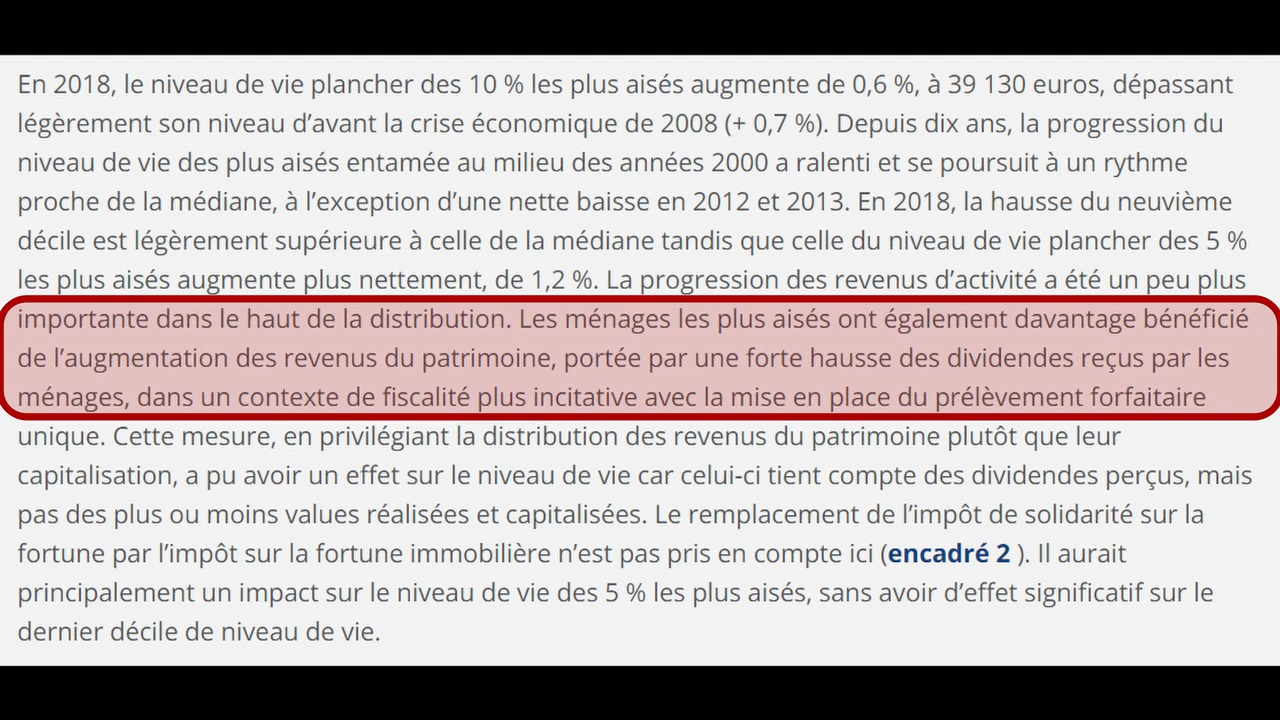 En 2018, le niveau de vie plancher des 10 % les plus aisés augmente de 0,6 %, à 39 130 euros, dépassant
légèrement son niveau d’avant la crise économique de 2008 (+ 0,7 %). Depuis dix ans, la progression du
niveau de vie des plus aisés entamée au milieu des années 2000 a ralenti et se poursuit à un rythme
proche de la médiane, à l’exception d’une nette baisse en 2012 et 2013. En 2018, la hausse du neuvième
décile est légèrement supérieure à celle de la médiane tandis que celle du niveau de vie plancher des 5 %
les plus aisés augmente plus nettement, de 1,2 %. La progression des revenus d’activité a été un peu plus
importante dans le haut de la distribution. Les ménages les plus aisés ont également davantage bénéficié
de l’augmentation des revenus du patrimoine, portée par une forte hausse des dividendes reçus par les
ménages, dans un contexte de fiscalité plus incitative avec la mise en place du prélèvement forfaitaire
unique. Cette mesure, en privilégiant la distribution des revenus du patrimoine plutôt que leur
capitalisation, a pu avoir un effet sur le niveau de vie car celui-ci tient compte des dividendes perçus, mais
pas des plus ou moins values réalisées et capitalisées. Le remplacement de l’impôt de solidarité sur la
fortune par l’impôt sur la fortune immobilière n’est pas pris en compte ici (encadré 2 ). Il aurait
principalement un impact sur le niveau de vie des 5 % les plus aisés, sans avoir d’effet significatif sur le
dernier décile de niveau de vie.